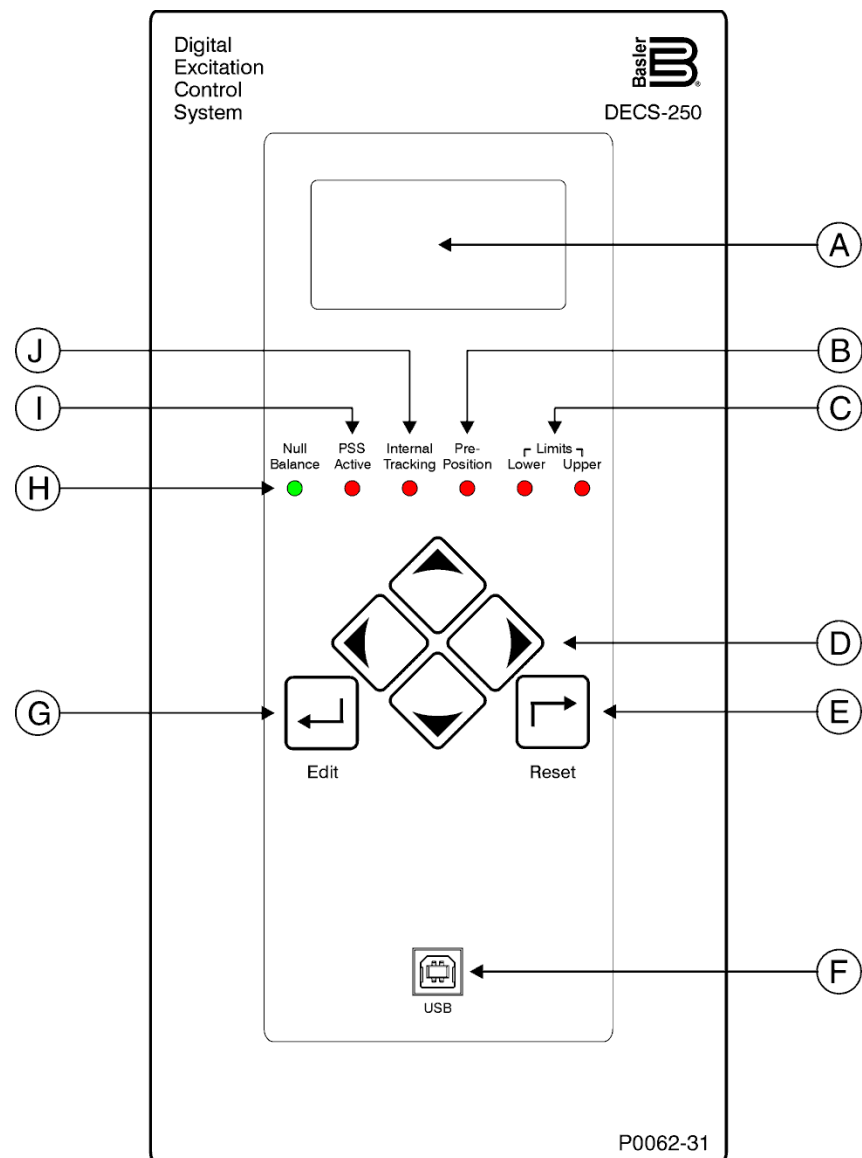 Digital
Excitation
Control
System
Basler
DECS-250
A
J
B
I
C
Null
Balance
PSS
Active
Internal
Tracking
Pre-
Position
Limits
Lower
Upper
H
D
G
E
Edit
Reset
F
USB
P0062-31